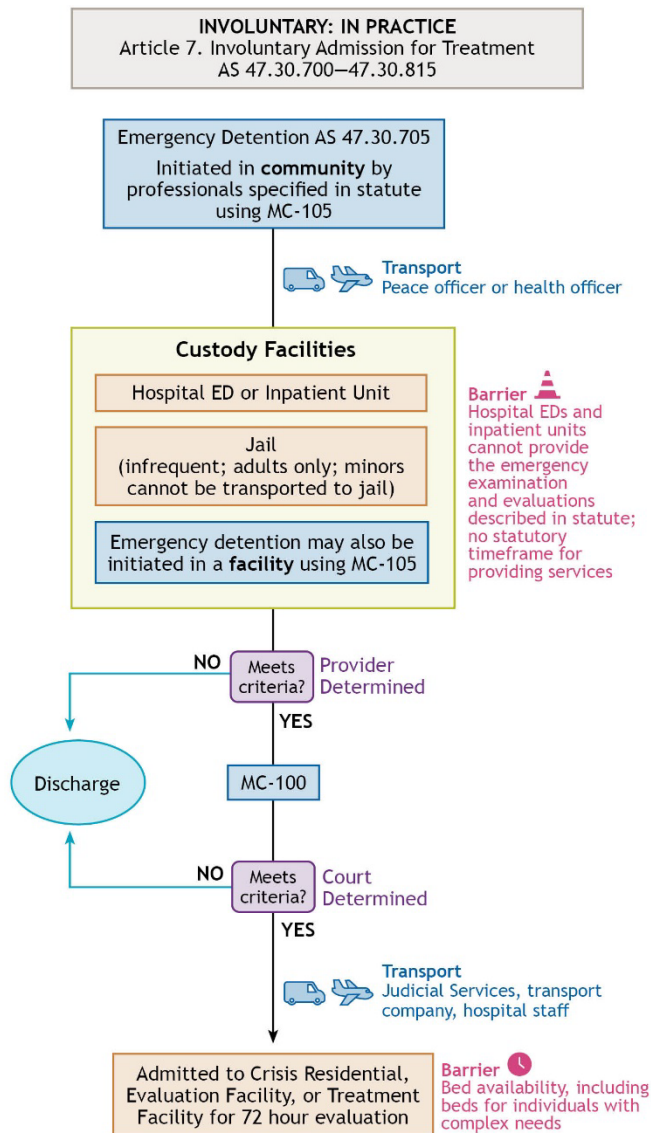 INVOLUNTARY: IN PRACTICE
Article 7. Involuntary Admission for Treatment
AS 47.30.700—47.30.815
Emergency Detention AS 47.30.705
Initiated in community by
professionals specified in statute
using MC-105
Transport
Peace officer or health officer
Custody Facilities
Hospital ED or Inpatient Unit
Jail
(infrequent; adults only; minors
cannot be transported to jail)
Emergency detention may also be
initiated in a facility using MC-105
Barrier
Hospital EDs and
inpatient units
cannot provide
the emergency
examination
and evaluations
described in statute;
no statutory
timeframe for
providing services
NO
Meets
criteria?
Provider
Determined
YES
Discharge
MC-100
NO
Meets
criteria?
Court
Determined
YES
Transport
Judicial Services, transport
company, hospital staff
Admitted to Crisis Residential,
Evaluation Facility, or Treatment
Facility for 72 hour evaluation
Barrier
Bed availability, including
beds for individuals with
complex needs